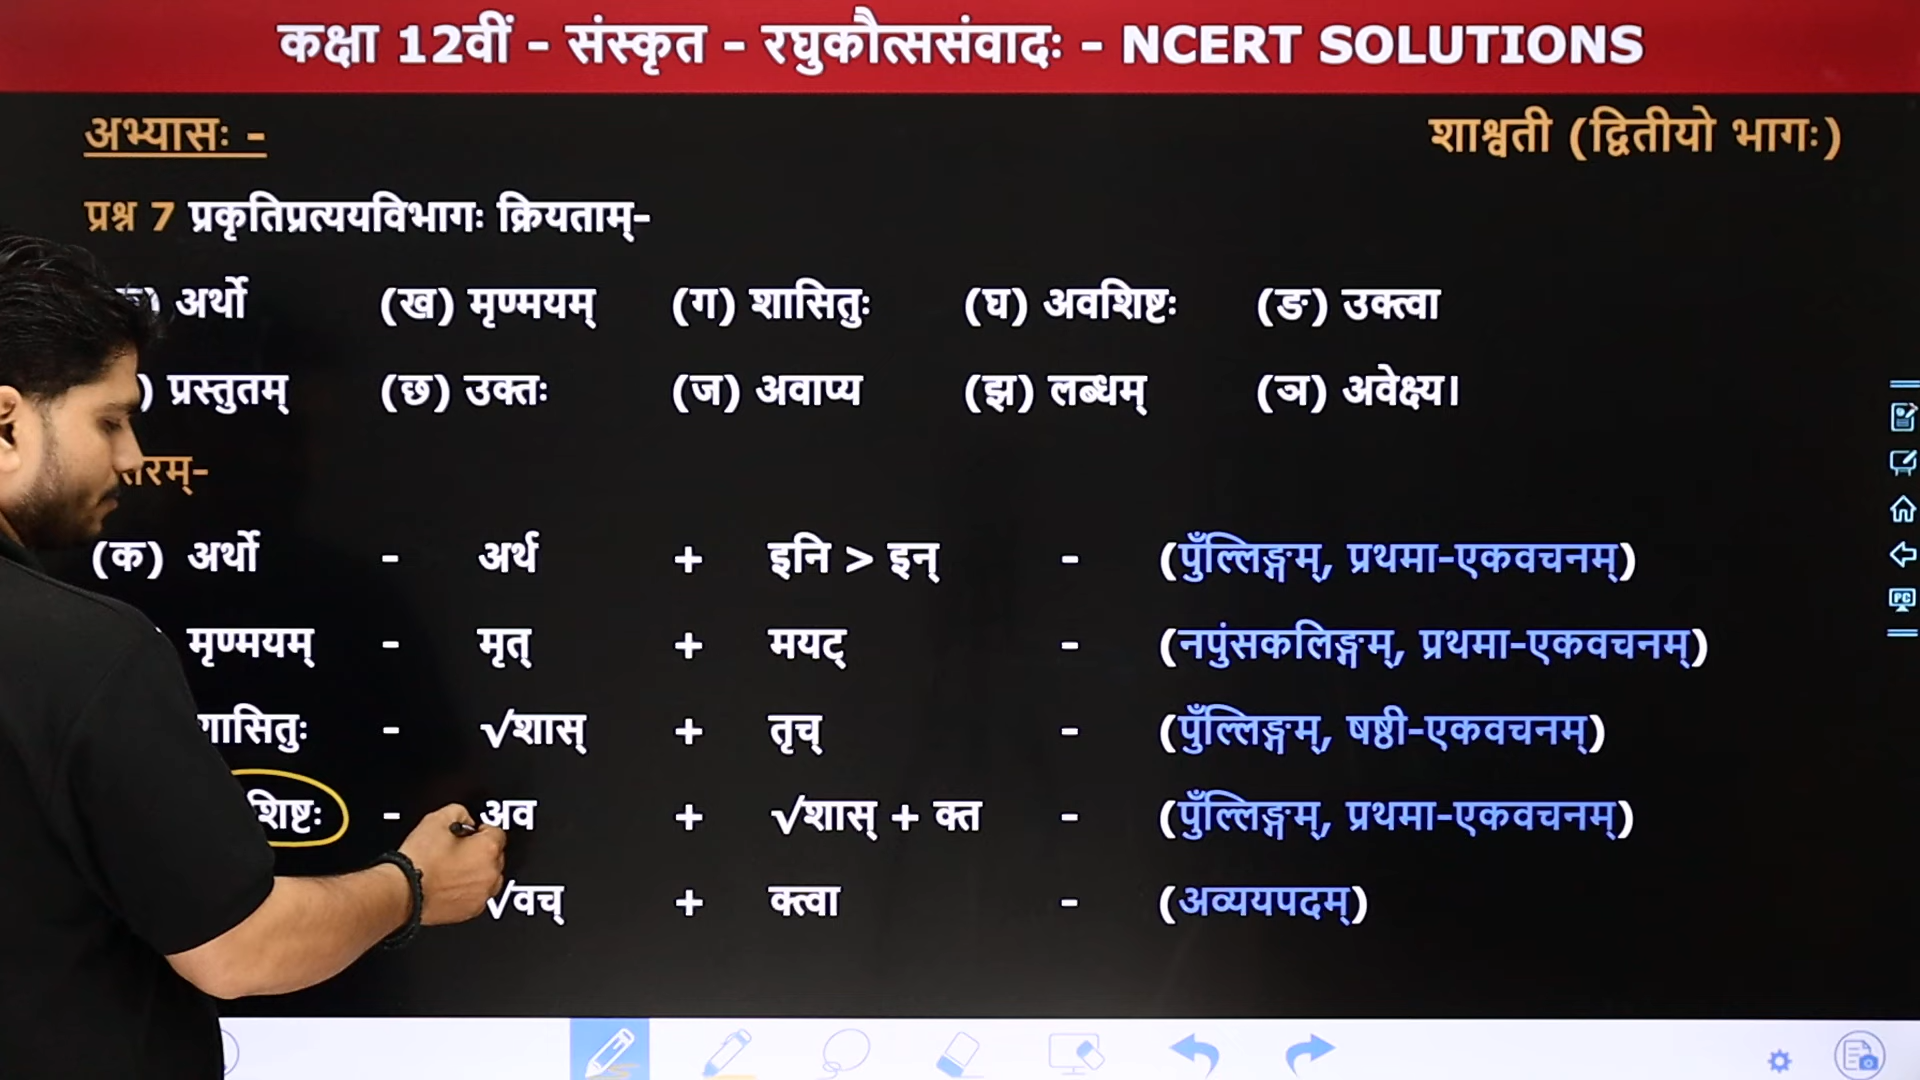 कक्षा 12वीं - संस्कृत - रघुकौत्ससंवादः - NCERT SOLUTIONS
अभ्यासः - शाश्वती (द्वितीयो भागः)
प्रश्न 7 प्रकृतिप्रत्ययविभागः क्रियताम्-
अर्थो (ख) मृण्मयम् (ग) शासितुः (घ) अवशिष्टः (ङ) उक्त्वा
) प्रस्तुतम् (छ) उक्तः (ज) अवाप्य (झ) लब्धम् (ञ) अवेक्ष्य।
तरम्-
(क) अर्थो - अर्थ + इनि > इन् - (पुँल्लिङ्गम्, प्रथमा-एकवचनम्)
मृण्मयम् - मृत् + मयट् - (नपुंसकलिङ्गम्, प्रथमा-एकवचनम्)
शासितुः - √शास् + तृच् - (पुँल्लिङ्गम्, षष्ठी-एकवचनम्)
शिष्टः - अव + √शास् + क्त - (पुँल्लिङ्गम्, प्रथमा-एकवचनम्)
√वच् + क्त्वा - (अव्ययपदम्)
PC